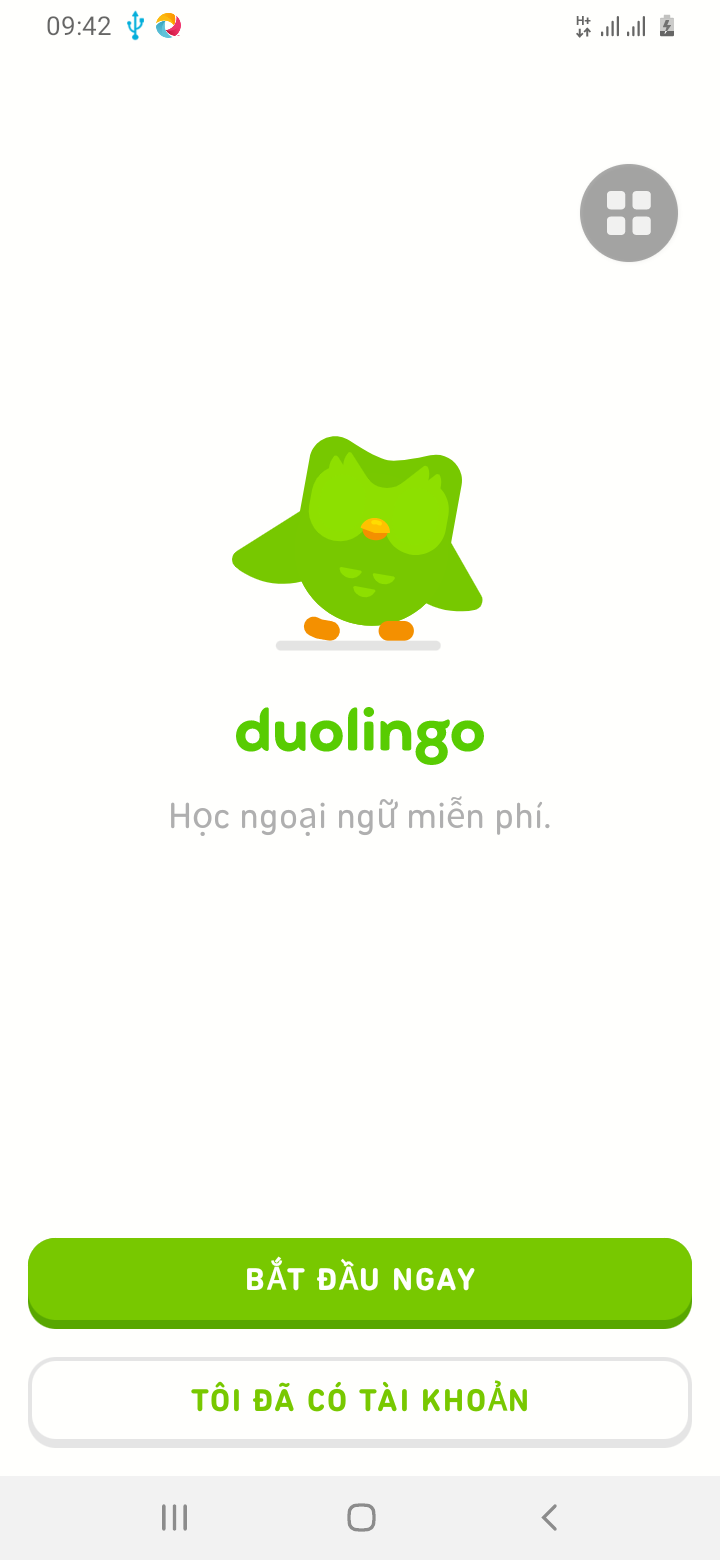 09:42
H+
duolingo
Học ngoại ngữ miễn phí.
BẮT ĐẦU NGAY
TÔI ĐÃ CÓ TÀI KHOẢN